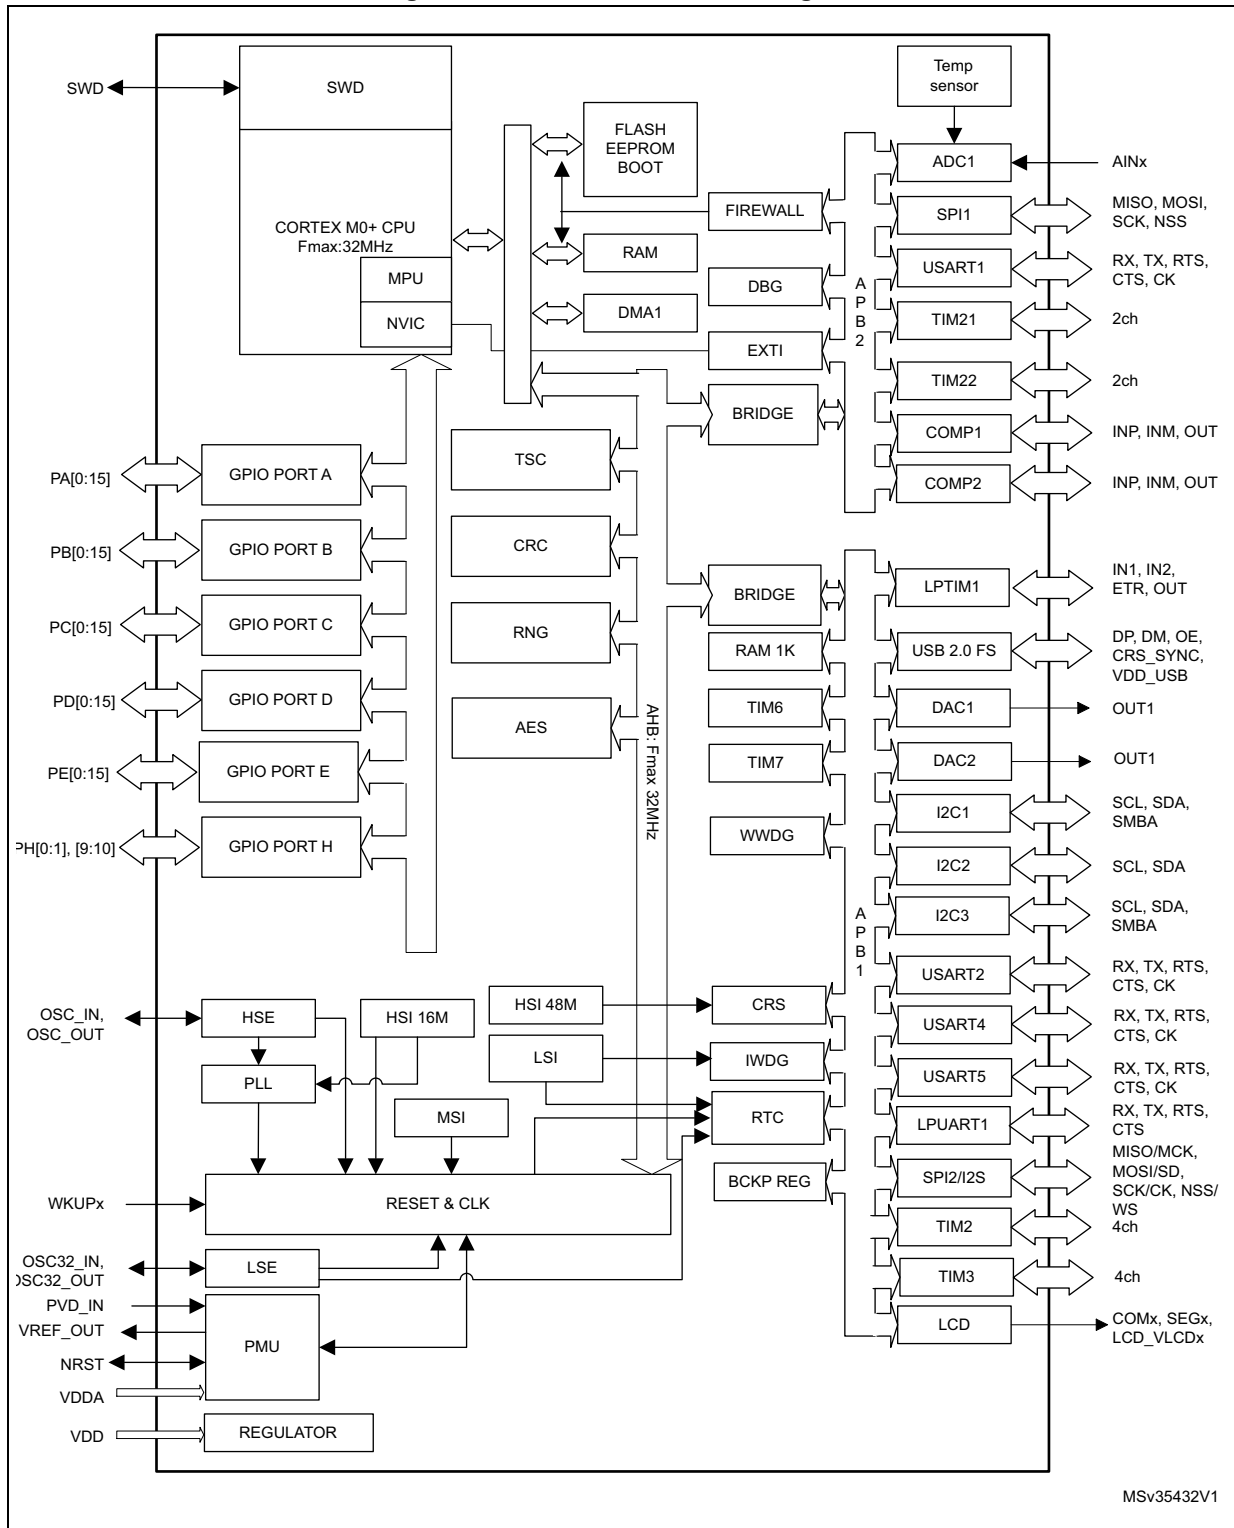 SWD
SWD
CORTEX M0+ CPU
Fmax:32MHz
MPU
NVIC
FLASH
EEPROM
BOOT
RAM
DMA1
FIREWALL
DBG
EXTI
BRIDGE
APB2
Temp
sensor
ADC1
AINx
SPI1
MISO, MOSI,
SCK, NSS
USART1
RX, TX, RTS,
CTS, CK
TIM21
2ch
TIM22
2ch
COMP1
INP, INM, OUT
COMP2
INP, INM, OUT
PA[0:15]
GPIO PORT A
PB[0:15]
GPIO PORT B
PC[0:15]
GPIO PORT C
PD[0:15]
GPIO PORT D
PE[0:15]
GPIO PORT E
PH[0:1], [9:10]
GPIO PORT H
TSC
CRC
RNG
AES
AHB: Fmax 32MHz
BRIDGE
RAM 1K
TIM6
TIM7
WWDG
APB1
LPTIM1
IN1, IN2,
ETR, OUT
USB 2.0 FS
DP, DM, OE,
CRS_SYNC,
VDD_USB
DAC1
OUT1
DAC2
OUT1
I2C1
SCL, SDA,
SMBA
I2C2
SCL, SDA
I2C3
SCL, SDA,
SMBA
USART2
RX, TX, RTS,
CTS, CK
USART4
RX, TX, RTS,
CTS, CK
USART5
RX, TX, RTS,
CTS, CK
LPUART1
RX, TX, RTS,
CTS
SPI2/I2S
MISO/MCK,
MOSI/SD,
SCK/CK, NSS/
WS
TIM2
4ch
TIM3
4ch
LCD
COMx, SEGx,
LCD_VLCDx
OSC_IN,
OSC_OUT
HSE
HSI 16M
HSI 48M
CRS
LSI
IWDG
PLL
MSI
RTC
BCKP REG
WKUPx
RESET & CLK
OSC32_IN,
OSC32_OUT
LSE
PVD_IN
VREF_OUT
NRST
VDDA
PMU
VDD
REGULATOR
MSv35432V1